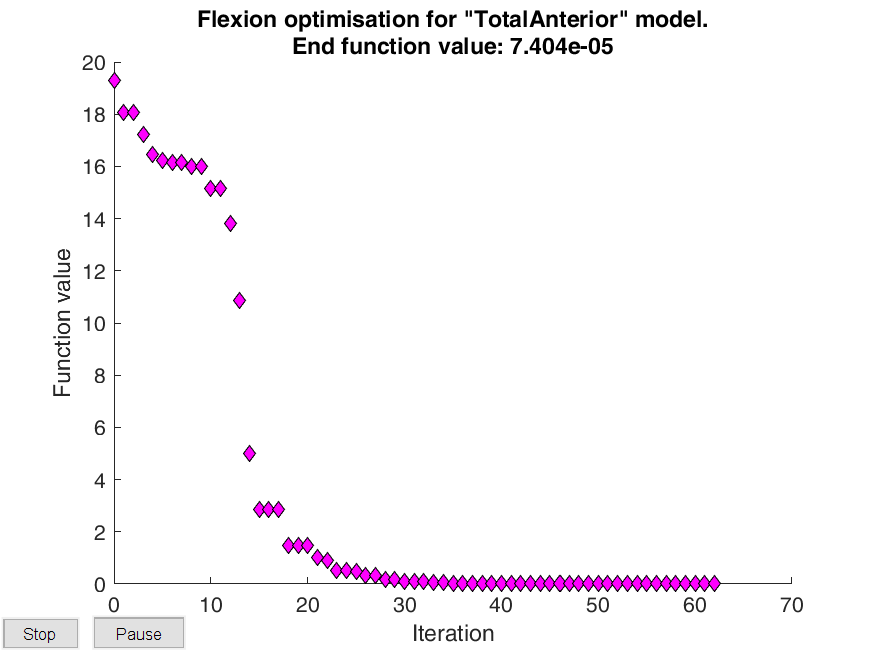 Flexion optimisation for "TotalAnterior" model.
End function value: 7.404e-05
20
18
16
14
12
10
8
6
4
2
0
Function value
0 10 20 30 40 50 60 70
Iteration
Stop Pause